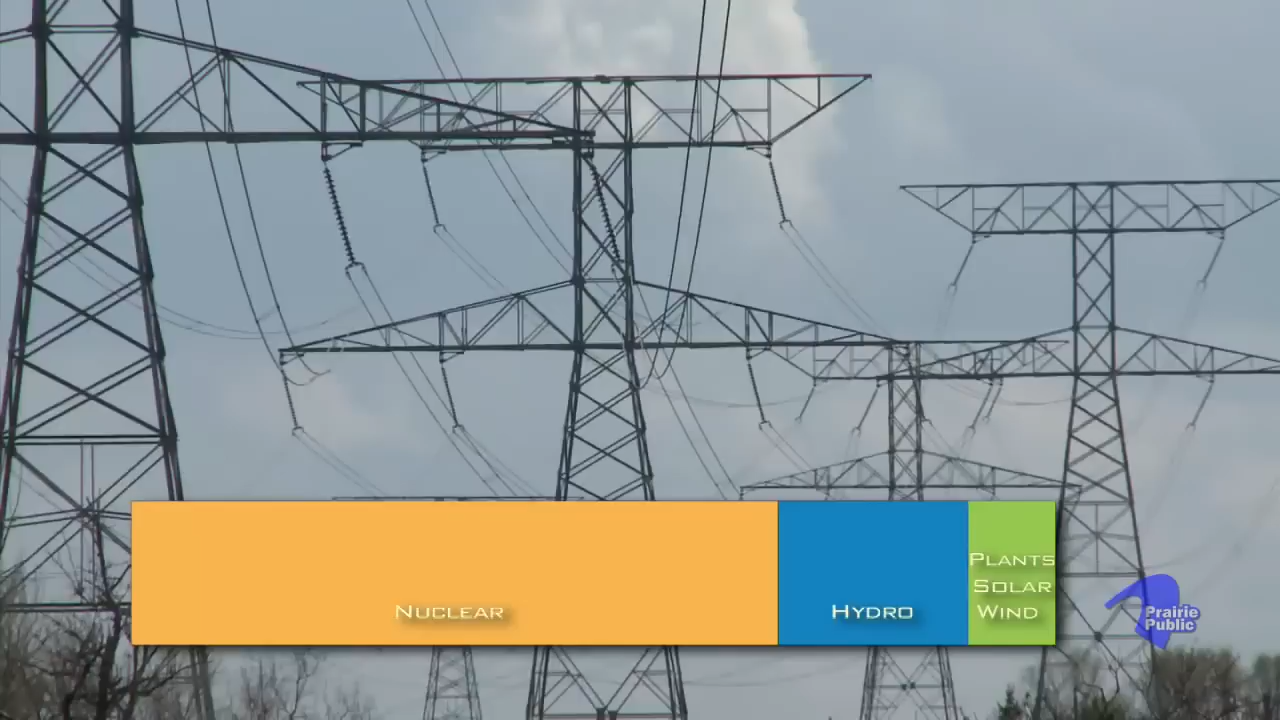 Nuclear
Hydro
Plants
Solar
Wind
Prairie
Public